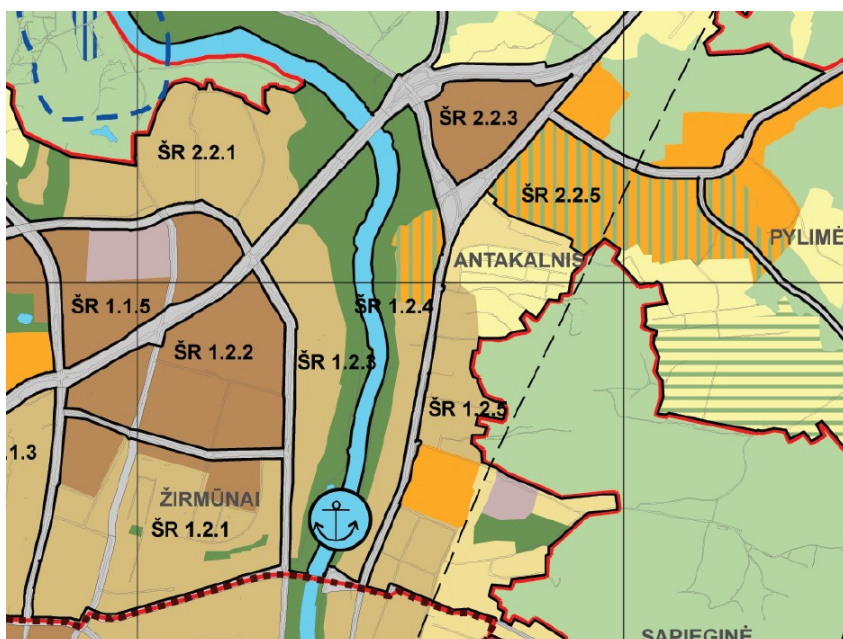 ŠR 2.2.3
ŠR 2.2.1
ŠR 2.2.5
PYLIMĖ
ANTAKALNIS
ŠR 1.1.5
ŠR 1.2.4
ŠR 1.2.2
ŠR 1.2.3
ŠR 1.2.5
.1.3
ŽIRMŪNAI
ŠR 1.2.1
SAPIEGINĖ